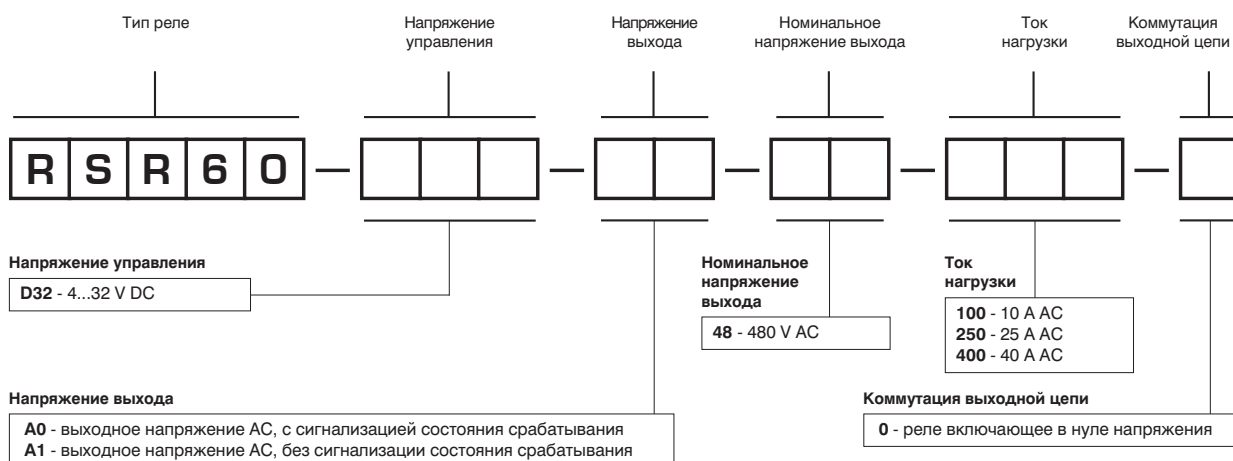 Тип реле
Напряжение
управления
Напряжение
выхода
Номинальное
напряжение выхода
Ток
нагрузки
Коммутация
выходной цепи
RSR60 — — — — —
Напряжение управления
D32 - 4...32 V DC
Номинальное
напряжение
выхода
48 - 480 V AC
Ток
нагрузки
100 - 10 A AC
250 - 25 A AC
400 - 40 A AC
Напряжение выхода
A0 - выходное напряжение AC, с сигнализацией состояния срабатывания
A1 - выходное напряжение AC, без сигнализации состояния срабатывания
Коммутация выходной цепи
0 - реле включающее в нуле напряжения